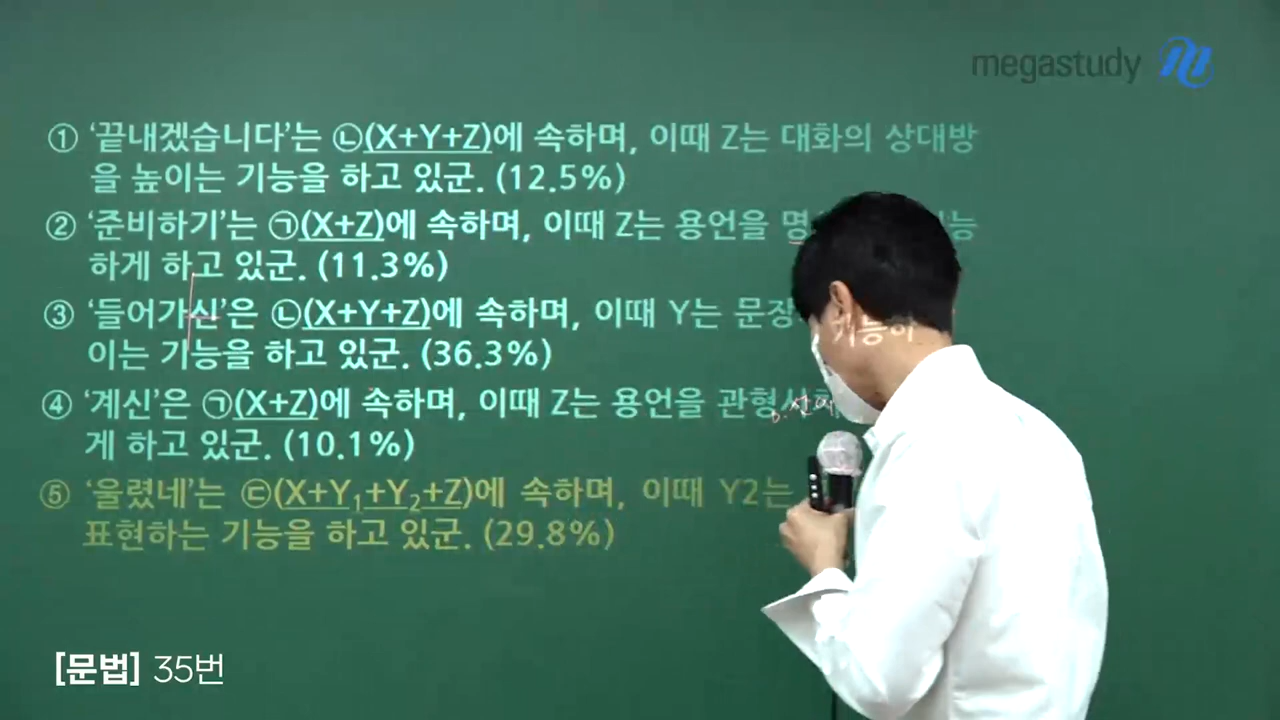 megastudy
① ‘끝내겠습니다’는 ㉡(X+Y+Z)에 속하며, 이때 Z는 대화의 상대방
을 높이는 기능을 하고 있군. (12.5%)
② ‘준비하기’는 ㉠(X+Z)에 속하며, 이때 Z는 용언을
하게 하고 있군. (11.3%)
③ ‘들어가신’은 ㉡(X+Y+Z)에 속하며, 이때 Y는 문장
이는 기능을 하고 있군. (36.3%)
④ ‘계신’은 ㉠(X+Z)에 속하며, 이때 Z는 용언을 관형
게 하고 있군. (10.1%)
⑤ ‘울렸네’는 ㉢(X+Y₁+Y₂+Z)에 속하며, 이때 Y2는
표현하는 기능을 하고 있군. (29.8%)
[문법] 35번